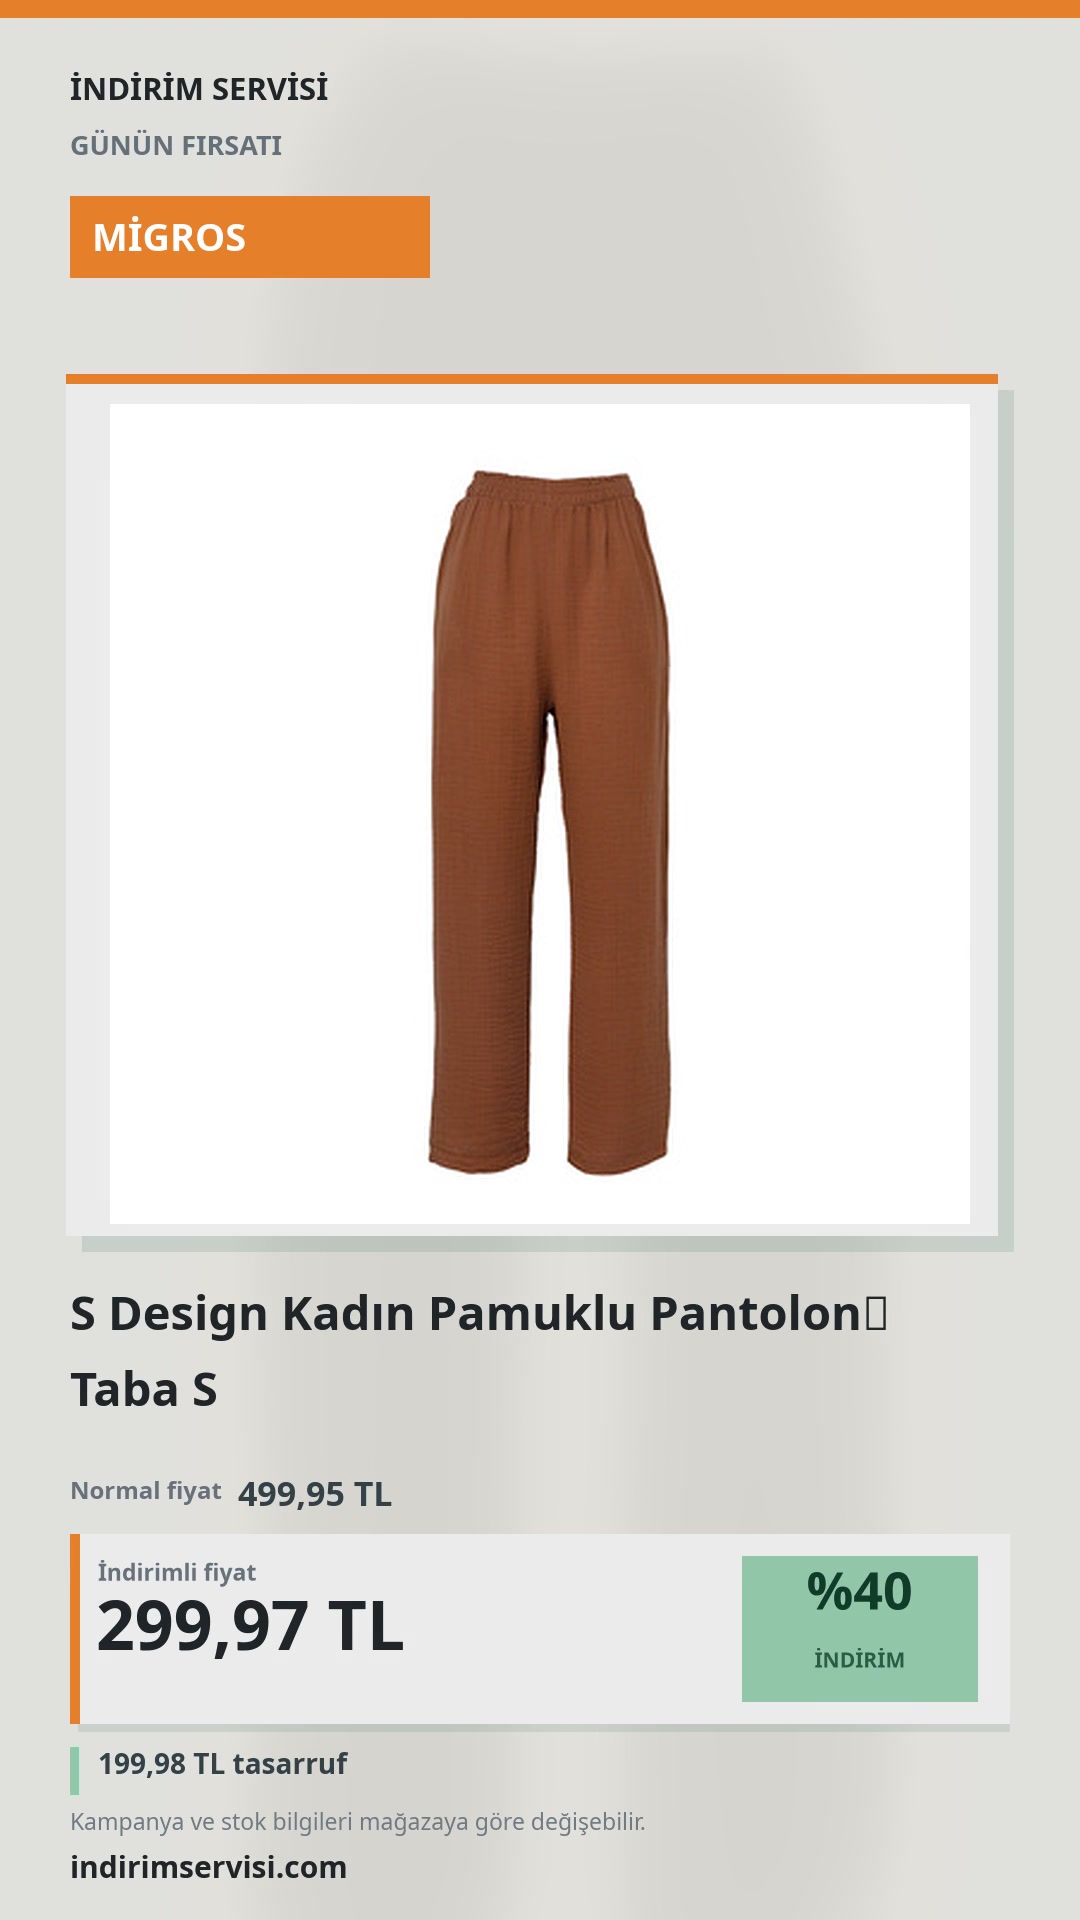 İNDİRİM SERVİSİ
GÜNÜN FIRSATI
MİGROS
S Design Kadın Pamuklu Pantolon
Taba S
Normal fiyat 499,95 TL
İndirimli fiyat
299,97 TL
%40
İNDİRİM
199,98 TL tasarruf
Kampanya ve stok bilgileri mağazaya göre değişebilir.
indirimservisi.com